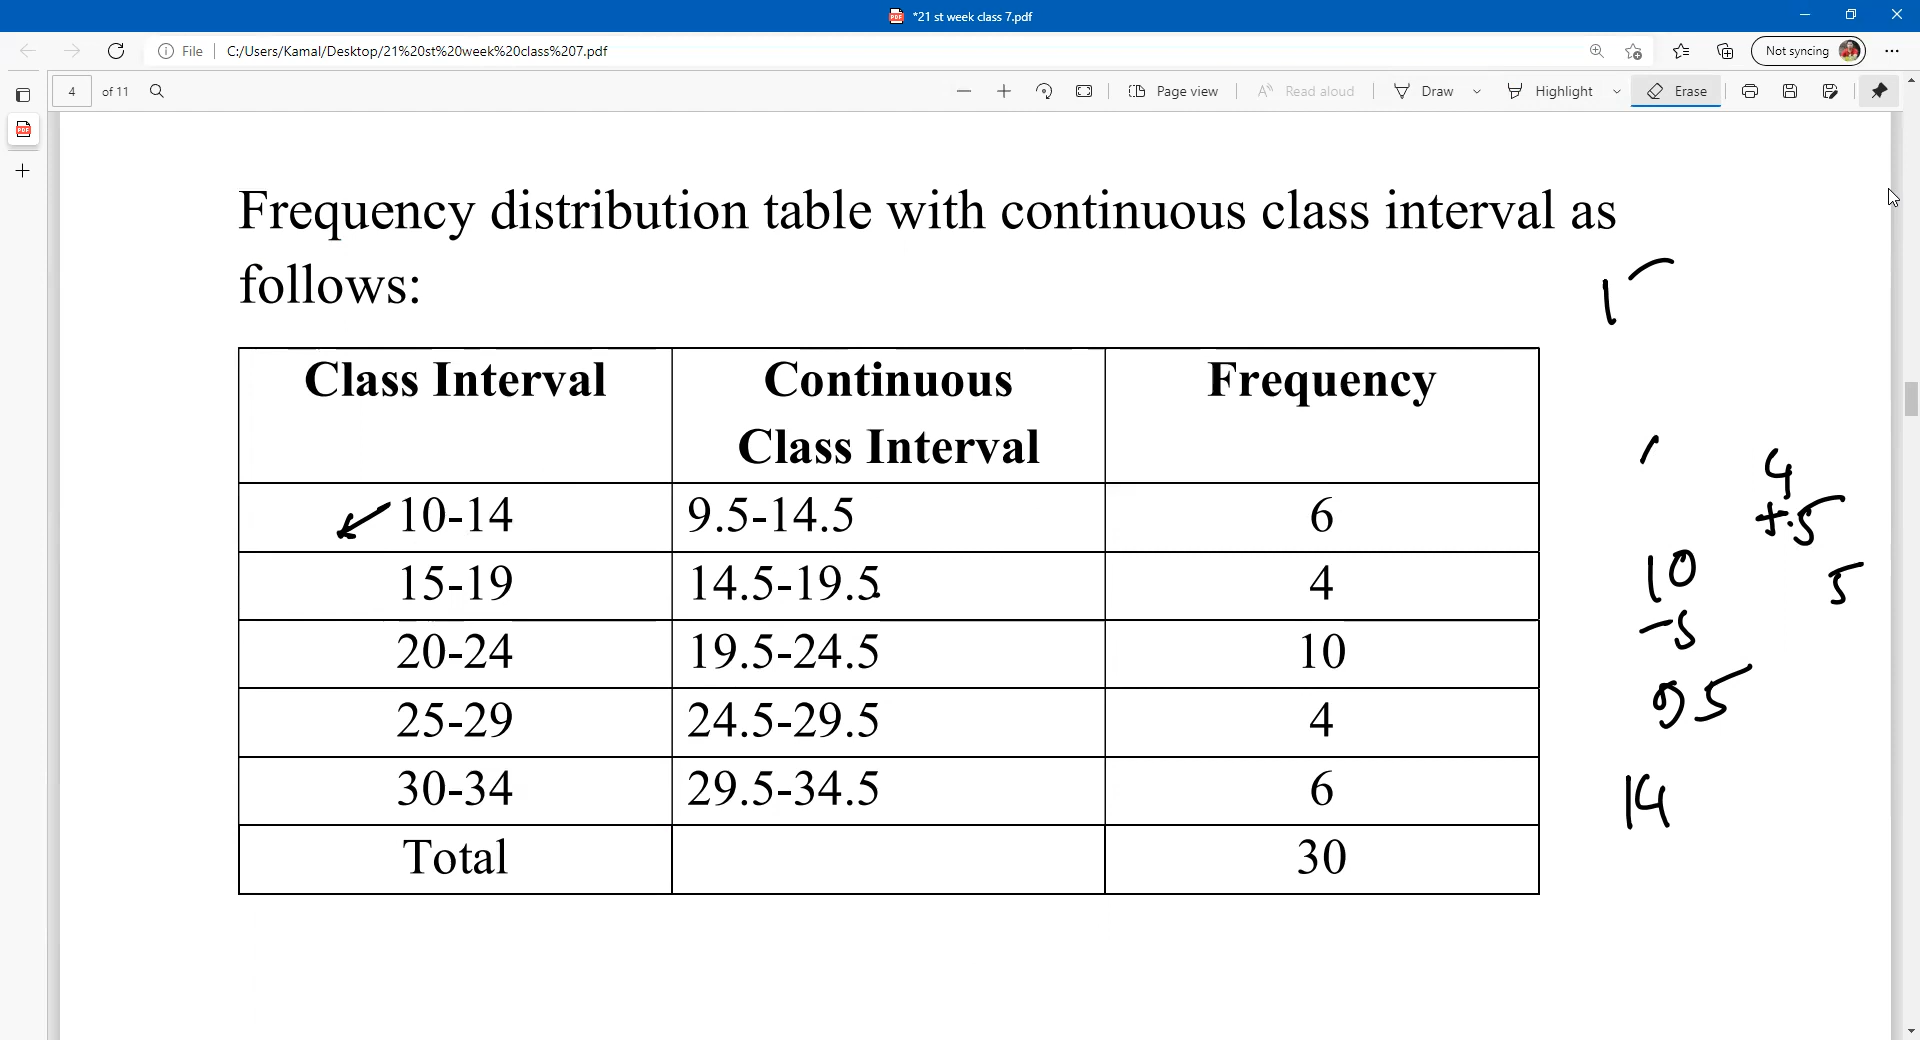 *21 st week class 7.pdf
File C:/Users/Kamal/Desktop/21%20st%20week%20class%207.pdf Not syncing
4 of 11 Page view Read aloud Draw Highlight Erase
Frequency distribution table with continuous class interval as
follows:
Class Interval Continuous Class Interval Frequency
10-14 9.5-14.5 6
15-19 14.5-19.5 4
20-24 19.5-24.5 10
25-29 24.5-29.5 4
30-34 29.5-34.5 6
Total 30
4
+.5
10 5
-5
95
14